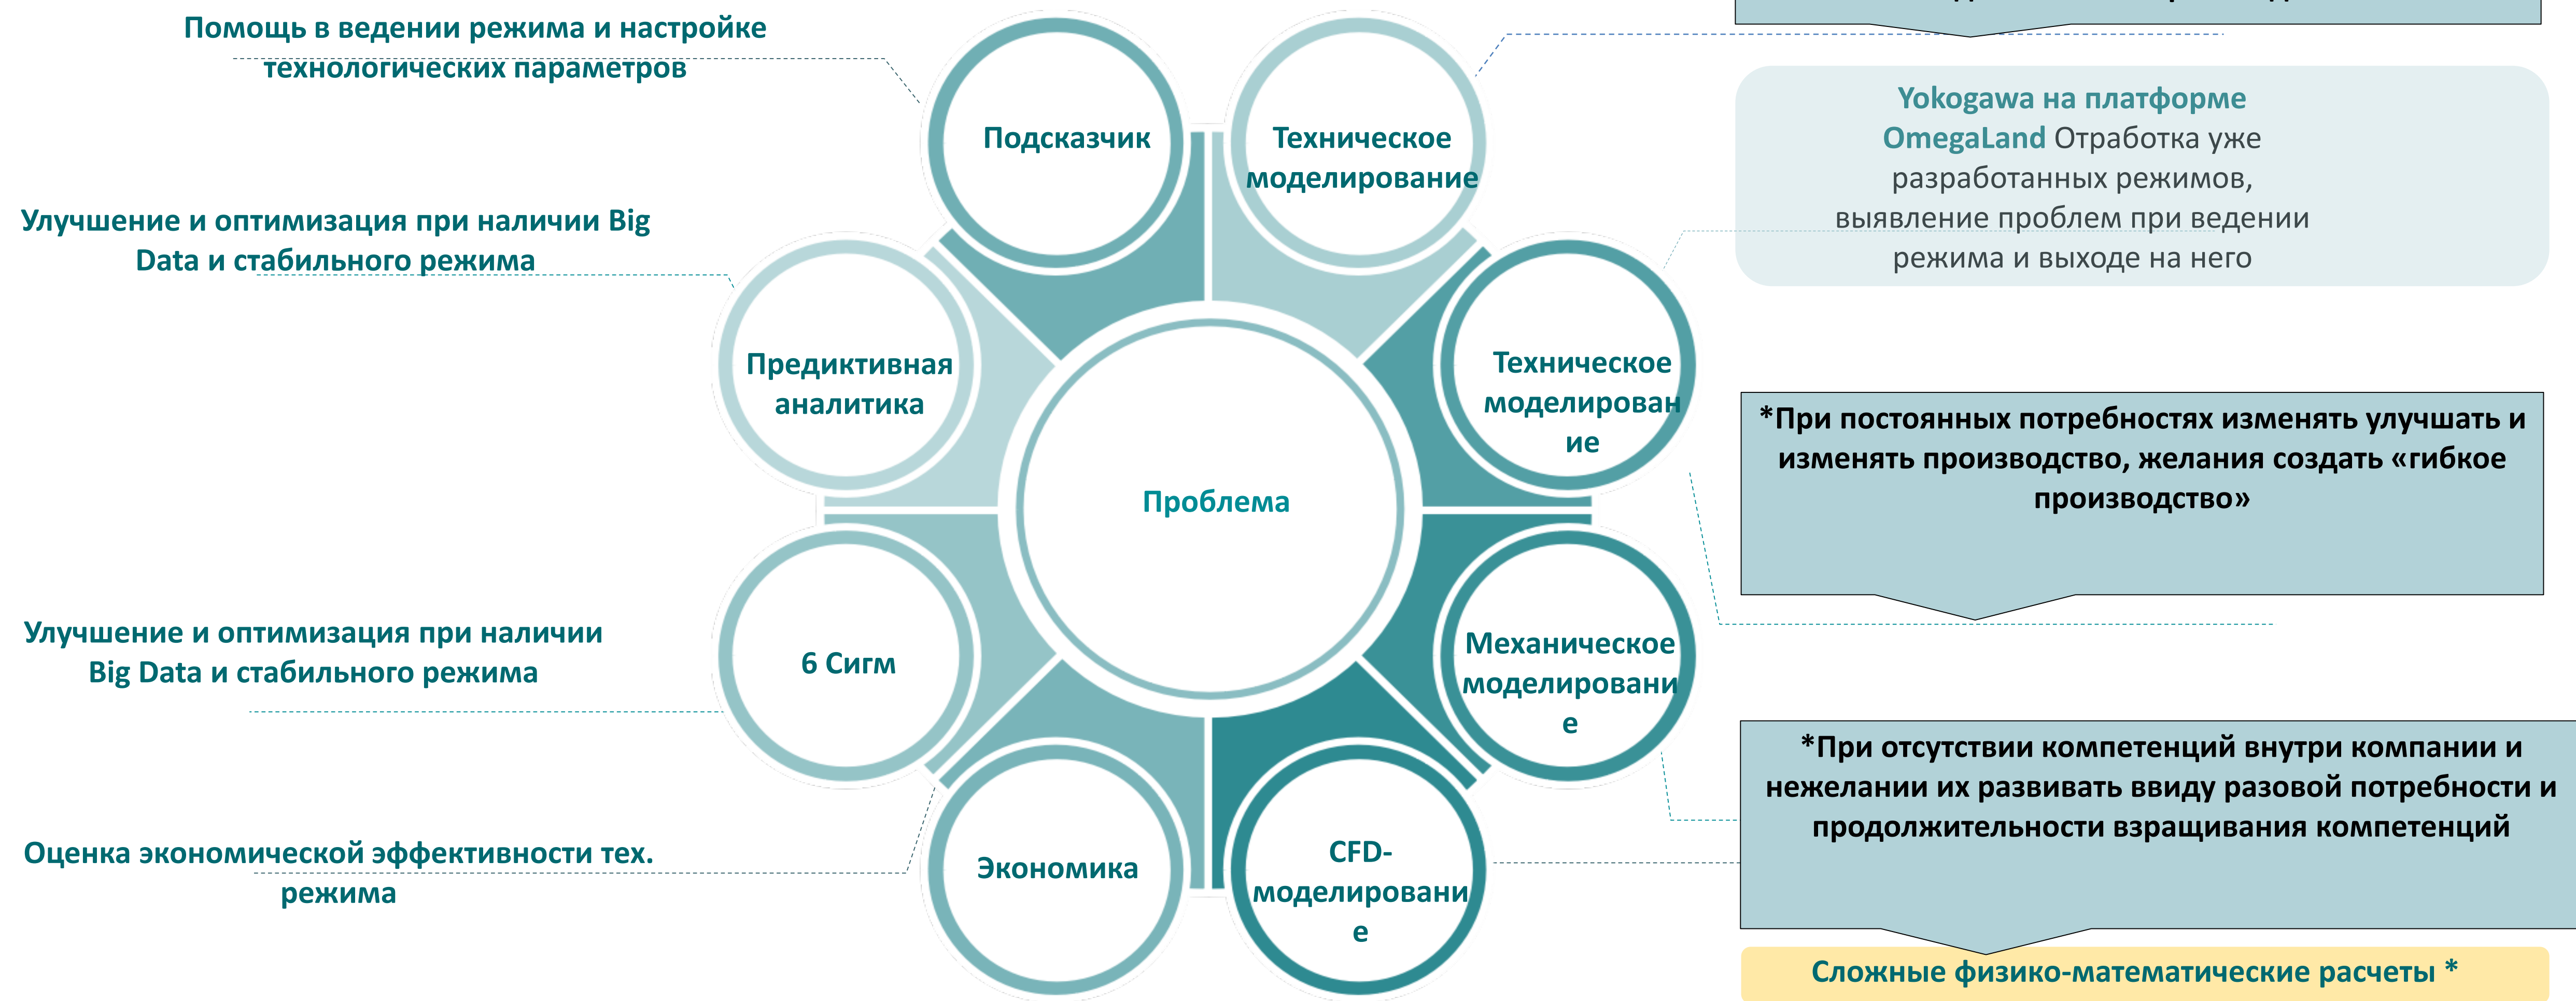 Помощь в ведении режима и настройке
технологических параметров
Подсказчик
Техническое
моделирование
Yokogawa на платформе
OmegaLand Отработка уже
разработанных режимов,
выявление проблем при ведении
режима и выходе на него
Улучшение и оптимизация при наличии Big
Data и стабильного режима
Предиктивная
аналитика
Техническое
моделирован
ие
*При постоянных потребностях изменять улучшать и
изменять производство, желания создать «гибкое
производство»
Проблема
Улучшение и оптимизация при наличии
Big Data и стабильного режима
6 Сигм
Механическое
моделировани
е
*При отсутствии компетенций внутри компании и
нежелании их развивать ввиду разовой потребности и
продолжительности взращивания компетенций
Оценка экономической эффективности тех.
режима
Экономика
CFD-
моделировани
е
Сложные физико-математические расчеты *